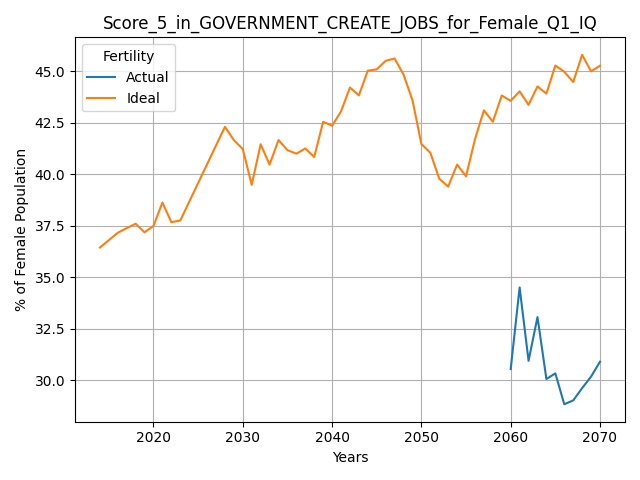 Score_5_in_GOVERNMENT_CREATE_JOBS_for_Female_Q1_IQ
Fertility
Actual
Ideal
% of Female Population
45.0
42.5
40.0
37.5
35.0
32.5
30.0
2020
2030
2040
2050
2060
2070
Years